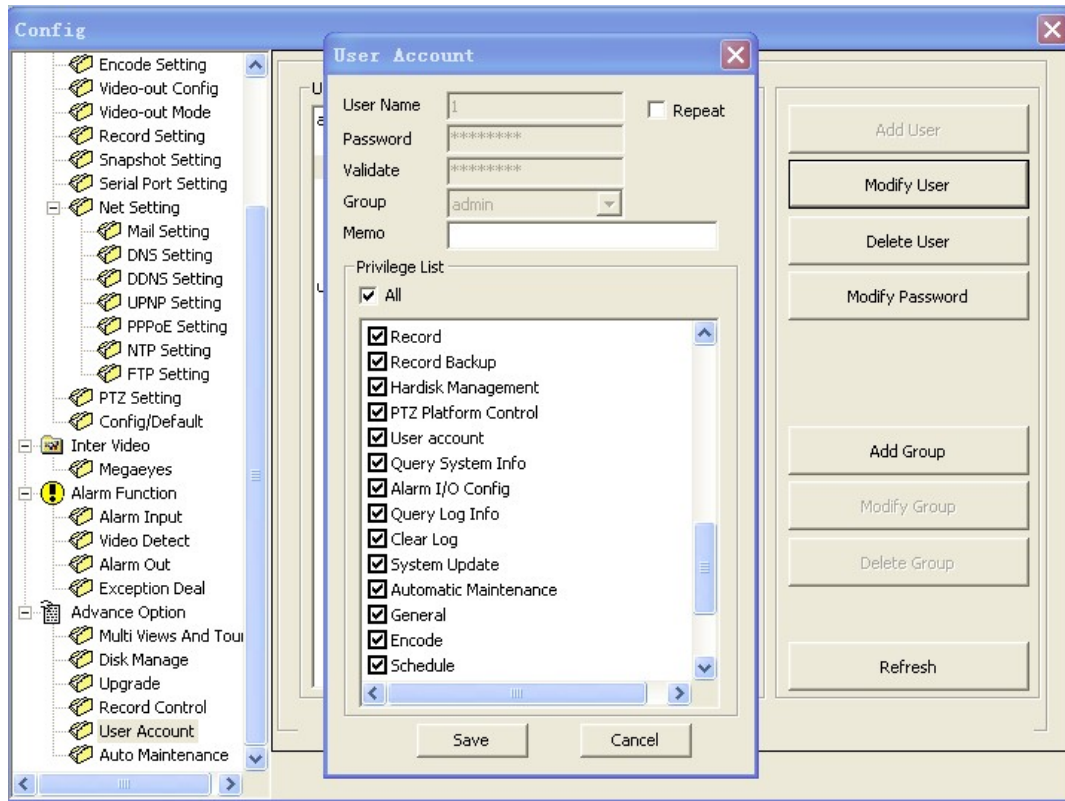 Config
Encode Setting
Video-out Config
Video-out Mode
Record Setting
Snapshot Setting
Serial Port Setting
Net Setting
Mail Setting
DNS Setting
DDNS Setting
UPNP Setting
PPPoE Setting
NTP Setting
FTP Setting
PTZ Setting
Config/Default
Inter Video
Megaeyes
Alarm Function
Alarm Input
Video Detect
Alarm Out
Exception Deal
Advance Option
Multi Views And Tour
Disk Manage
Upgrade
Record Control
User Account
Auto Maintenance
User Account
User Name 1
Repeat
Password ********
Validate ********
Group admin
Memo
Privilege List
All
Record
Record Backup
Hardisk Management
PTZ Platform Control
User account
Query System Info
Alarm I/O Config
Query Log Info
Clear Log
System Update
Automatic Maintenance
General
Encode
Schedule
Save Cancel
Add User
Modify User
Delete User
Modify Password
Add Group
Modify Group
Delete Group
Refresh